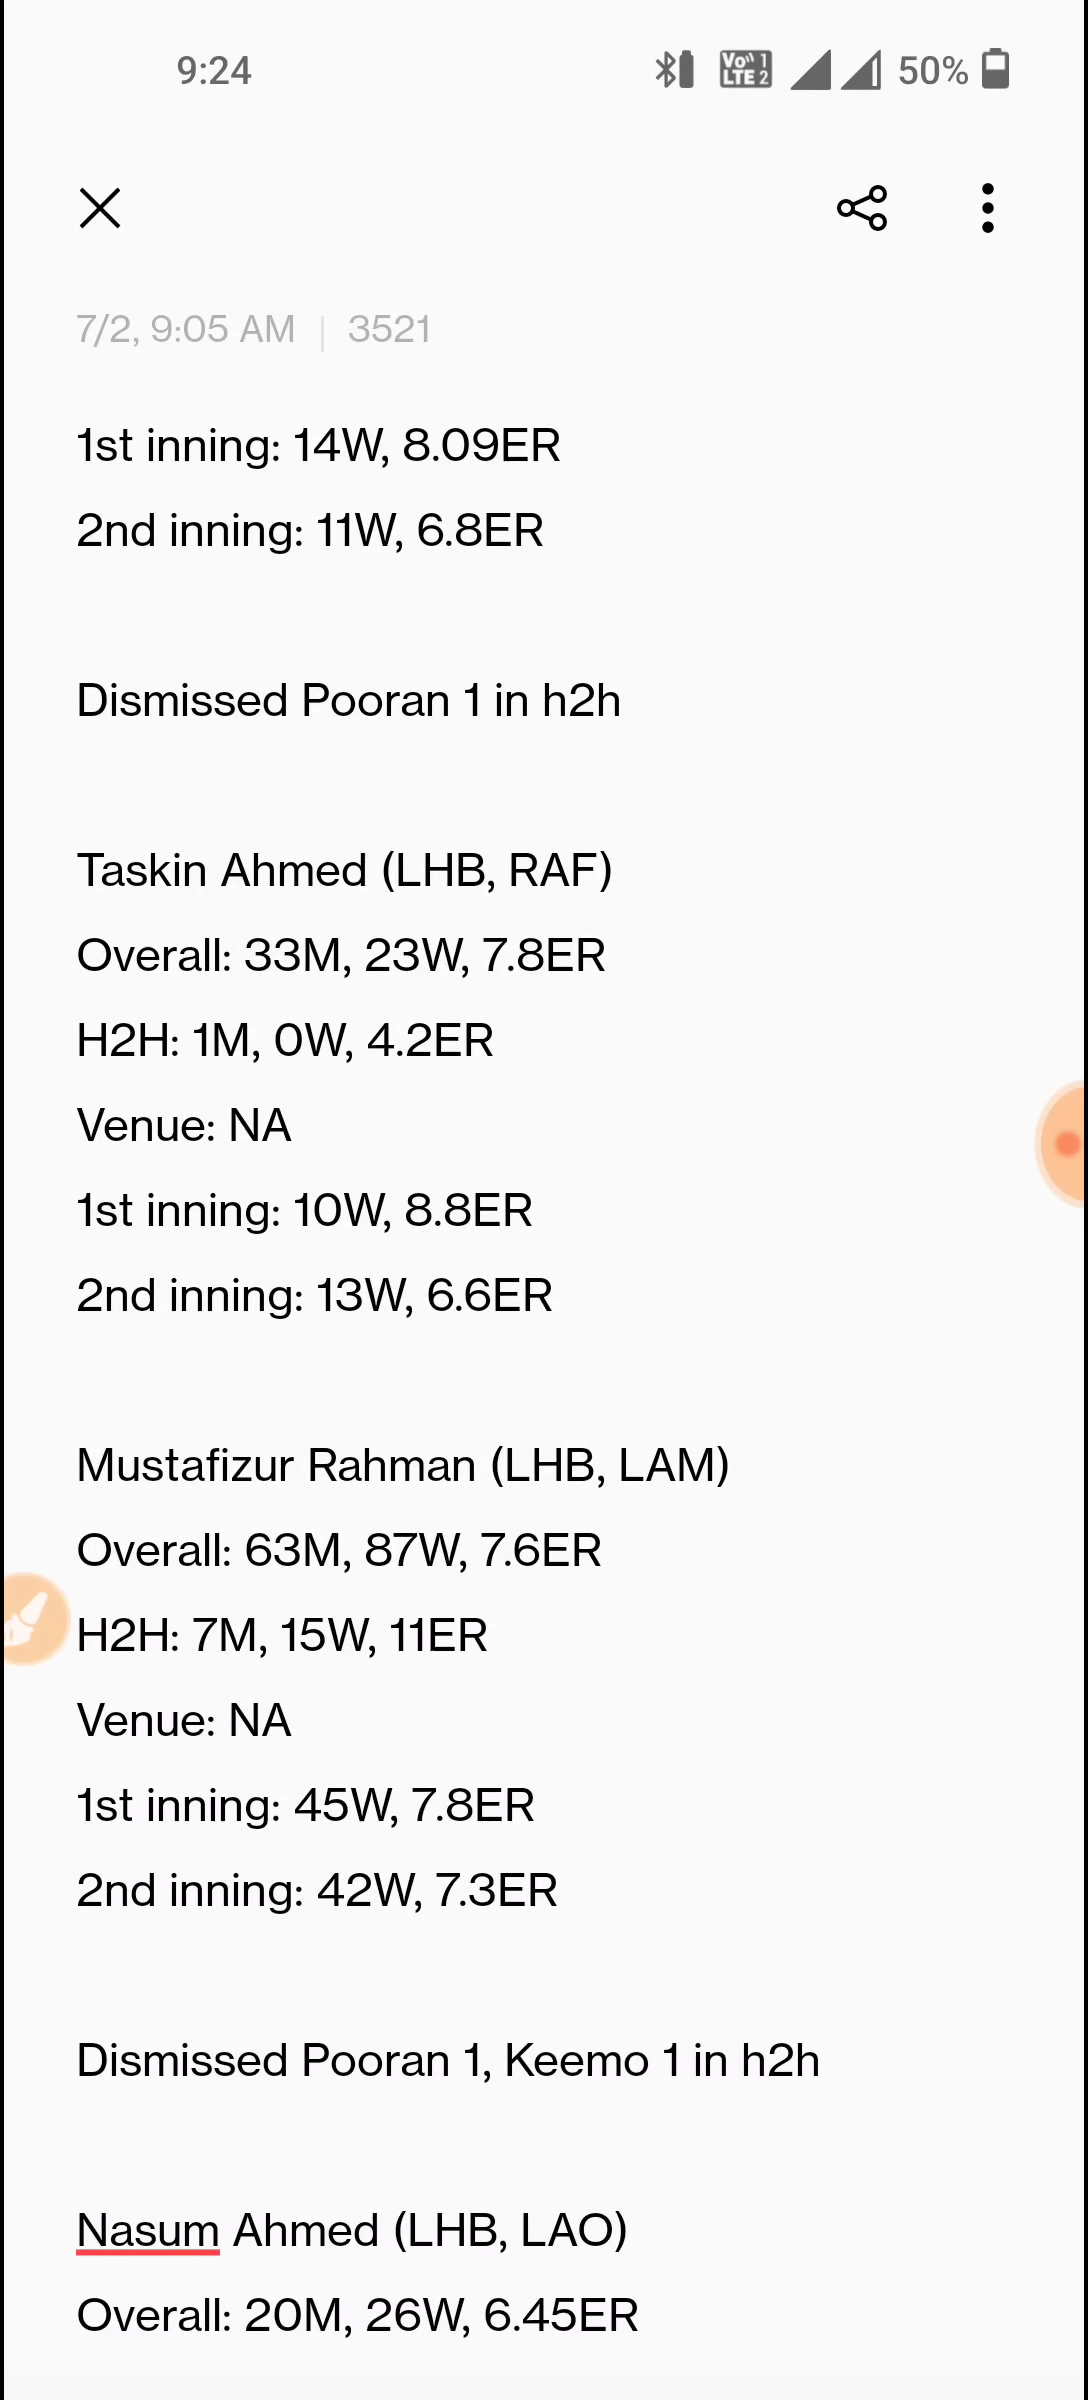 9:24
Vo LTE 1 2
50%
7/2, 9:05 AM | 3521
1st inning: 14W, 8.09ER
2nd inning: 11W, 6.8ER
Dismissed Pooran 1 in h2h
Taskin Ahmed (LHB, RAF)
Overall: 33M, 23W, 7.8ER
H2H: 1M, 0W, 4.2ER
Venue: NA
1st inning: 10W, 8.8ER
2nd inning: 13W, 6.6ER
Mustafizur Rahman (LHB, LAM)
Overall: 63M, 87W, 7.6ER
H2H: 7M, 15W, 11ER
Venue: NA
1st inning: 45W, 7.8ER
2nd inning: 42W, 7.3ER
Dismissed Pooran 1, Keemo 1 in h2h
Nasum Ahmed (LHB, LAO)
Overall: 20M, 26W, 6.45ER